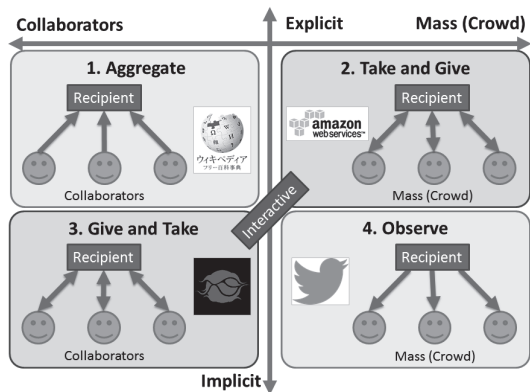 Collaborators
Explicit
Mass (Crowd)
1. Aggregate
Recipient
ウィキペディア
フリー百科事典
Collaborators
2. Take and Give
Recipient
amazon
webservices™
Mass (Crowd)
Interactive
3. Give and Take
Recipient
Collaborators
4. Observe
Recipient
Mass (Crowd)
Implicit